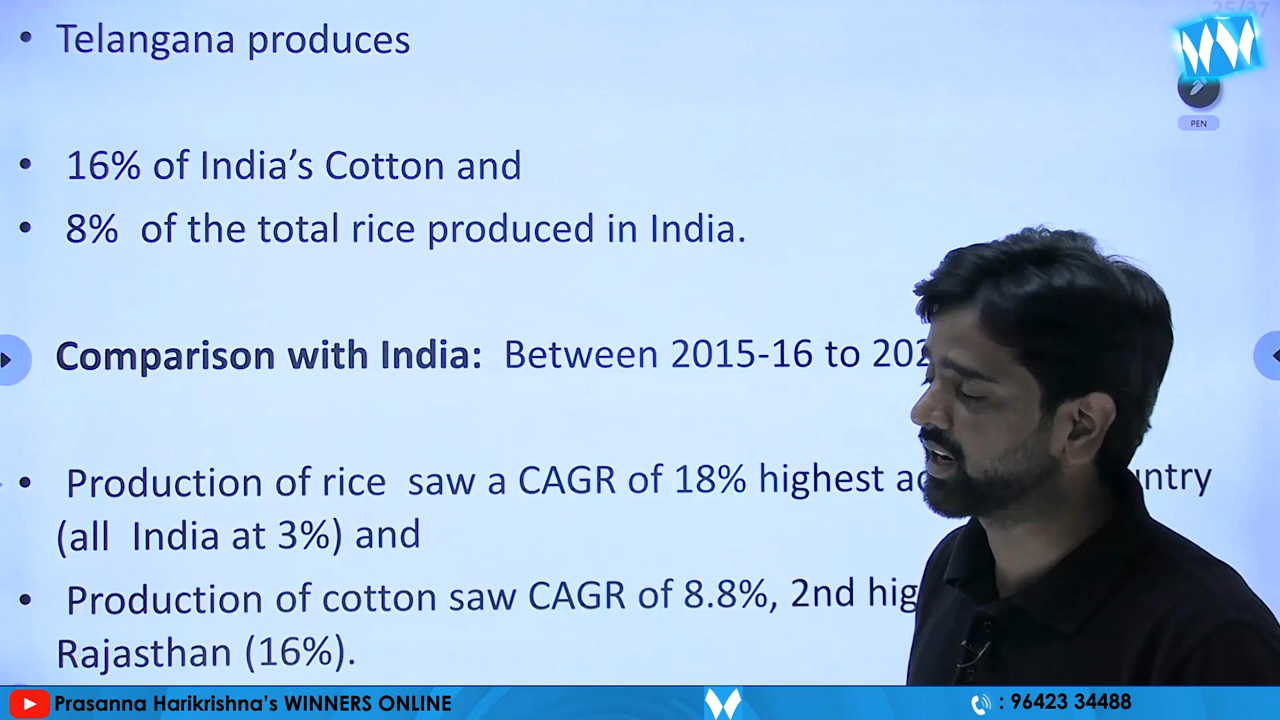 25/37
• Telangana produces
PEN
• 16% of India’s Cotton and
• 8% of the total rice produced in India.
Comparison with India: Between 2015-16 to
• Production of rice saw a CAGR of 18% highest
(all India at 3%) and
• Production of cotton saw CAGR of 8.8%, 2nd
Rajasthan (16%).
Prasanna Harikrishna’s WINNERS ONLINE
: 96423 34488